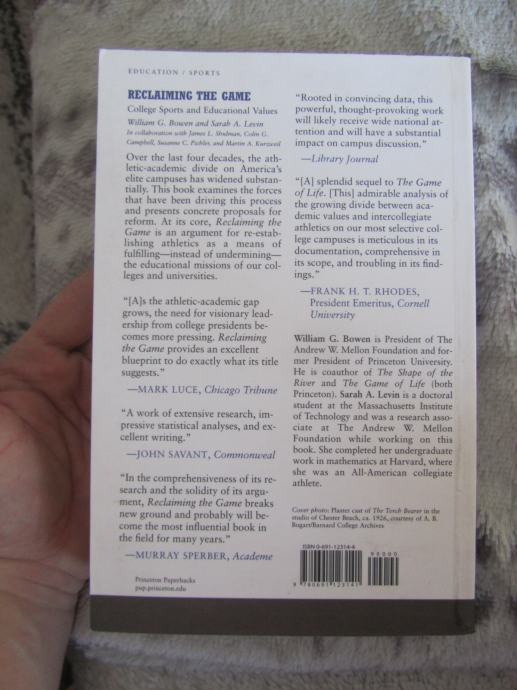 EDUCATION / SPORTS
RECLAIMING THE GAME
College Sports and Educational Values
William G. Bowen and Sarah A. Levin
In collaboration with James L. Shulman, Colin G.
Campbell, Susanne C. Pichler, and Martin A. Kurzweil
Over the last four decades, the ath-
letic-academic divide on America's
elite campuses has widened substan-
tially. This book examines the forces
that have been driving this process
and presents concrete proposals for
reform. At its core, Reclaiming the
Game is an argument for re-estab-
lishing athletics as a means of
fulfilling—instead of undermining—
the educational missions of our col-
leges and universities.
"[A]s the athletic-academic gap
grows, the need for visionary lead-
ership from college presidents be-
comes more pressing. Reclaiming
the Game provides an excellent
blueprint to do exactly what its title
suggests."
—MARK LUCE, Chicago Tribune
"A work of extensive research, im-
pressive statistical analyses, and ex-
cellent writing."
—JOHN SAVANT, Commonweal
"In the comprehensiveness of its re-
search and the solidity of its argu-
ment, Reclaiming the Game breaks
new ground and probably will be-
come the most influential book in
the field for many years."
—MURRAY SPERBER, Academe
Princeton Paperbacks
pup.princeton.edu
"Rooted in convincing data, this
powerful, thought-provoking work
will likely receive wide national at-
tention and will have a substantial
impact on campus discussion."
—Library Journal
"[A] splendid sequel to The Game
of Life. [This] admirable analysis of
the growing divide between aca-
demic values and intercollegiate
athletics on our most selective col-
lege campuses is meticulous in its
documentation, comprehensive in
its scope, and troubling in its find-
ings."
—FRANK H. T. RHODES,
President Emeritus, Cornell
University
William G. Bowen is President of The
Andrew W. Mellon Foundation and for-
mer President of Princeton University.
He is coauthor of The Shape of the
River and The Game of Life (both
Princeton). Sarah A. Levin is a doctoral
student at the Massachusetts Institute
of Technology and was a research asso-
ciate at The Andrew W. Mellon
Foundation while working on this
book. She completed her undergraduate
work in mathematics at Harvard, where
she was an All-American collegiate
athlete.
Cover photo: Plaster cast of The Torch Bearer in the
studio of Chester Beach, ca. 1926, courtesy of A. B.
Bogart/Barnard College Archives
ISBN 0-691-12314-6
90000
9 780691 123141